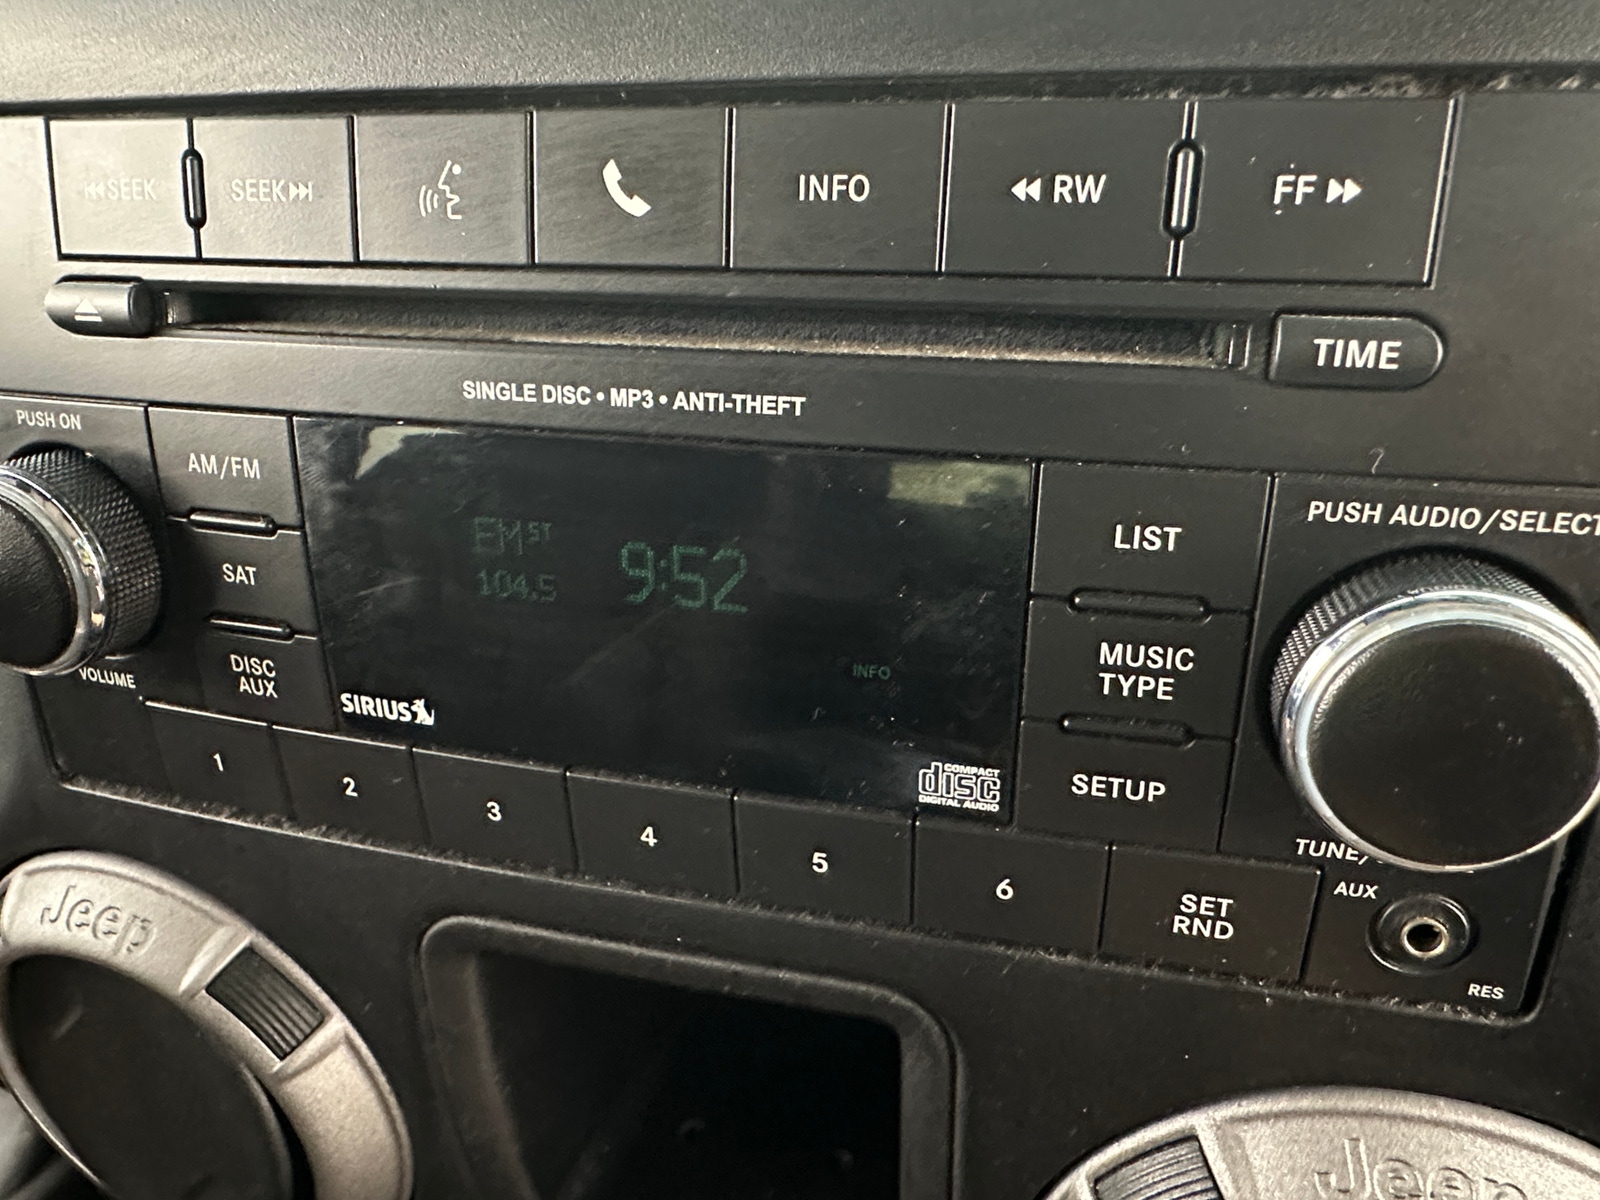 SEEK SEEK INFO RW FF
TIME
SINGLE DISC • MP3 • ANTI-THEFT
PUSH ON
AM/FM
SAT
DISC
AUX
VOLUME
FM ST
104.5
9:52
INFO
SIRIUS
COMPACT
disc
DIGITAL AUDIO
LIST
MUSIC
TYPE
SETUP
PUSH AUDIO/SELECT
TUNE/
1 2 3 4 5 6
SET
RND
AUX
RES
Jeep
Jeep